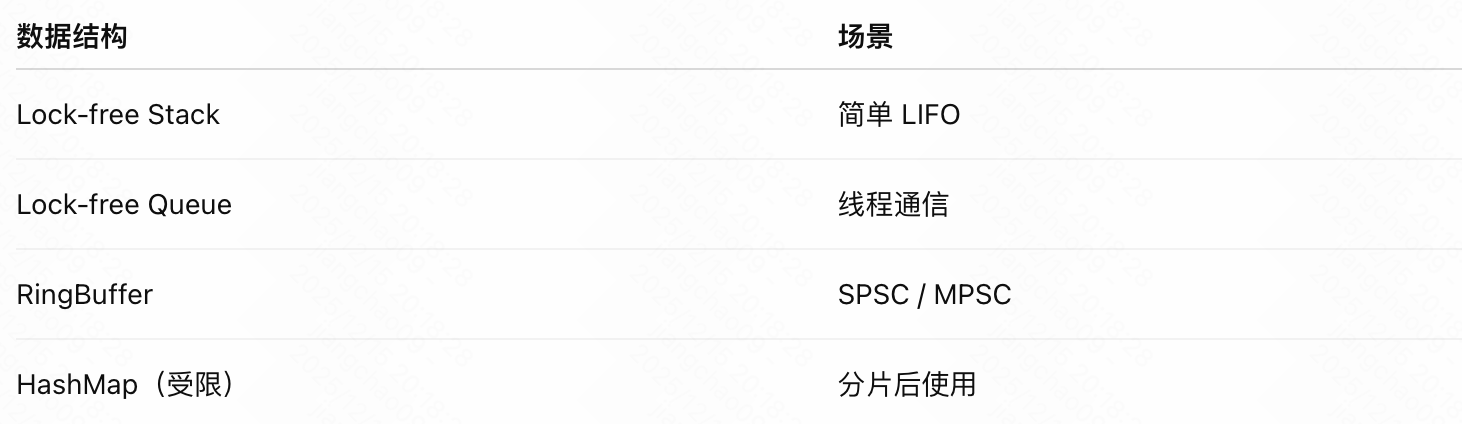 数据结构 场景
Lock-free Stack 简单 LIFO
Lock-free Queue 线程通信
RingBuffer SPSC / MPSC
HashMap（受限） 分片后使用